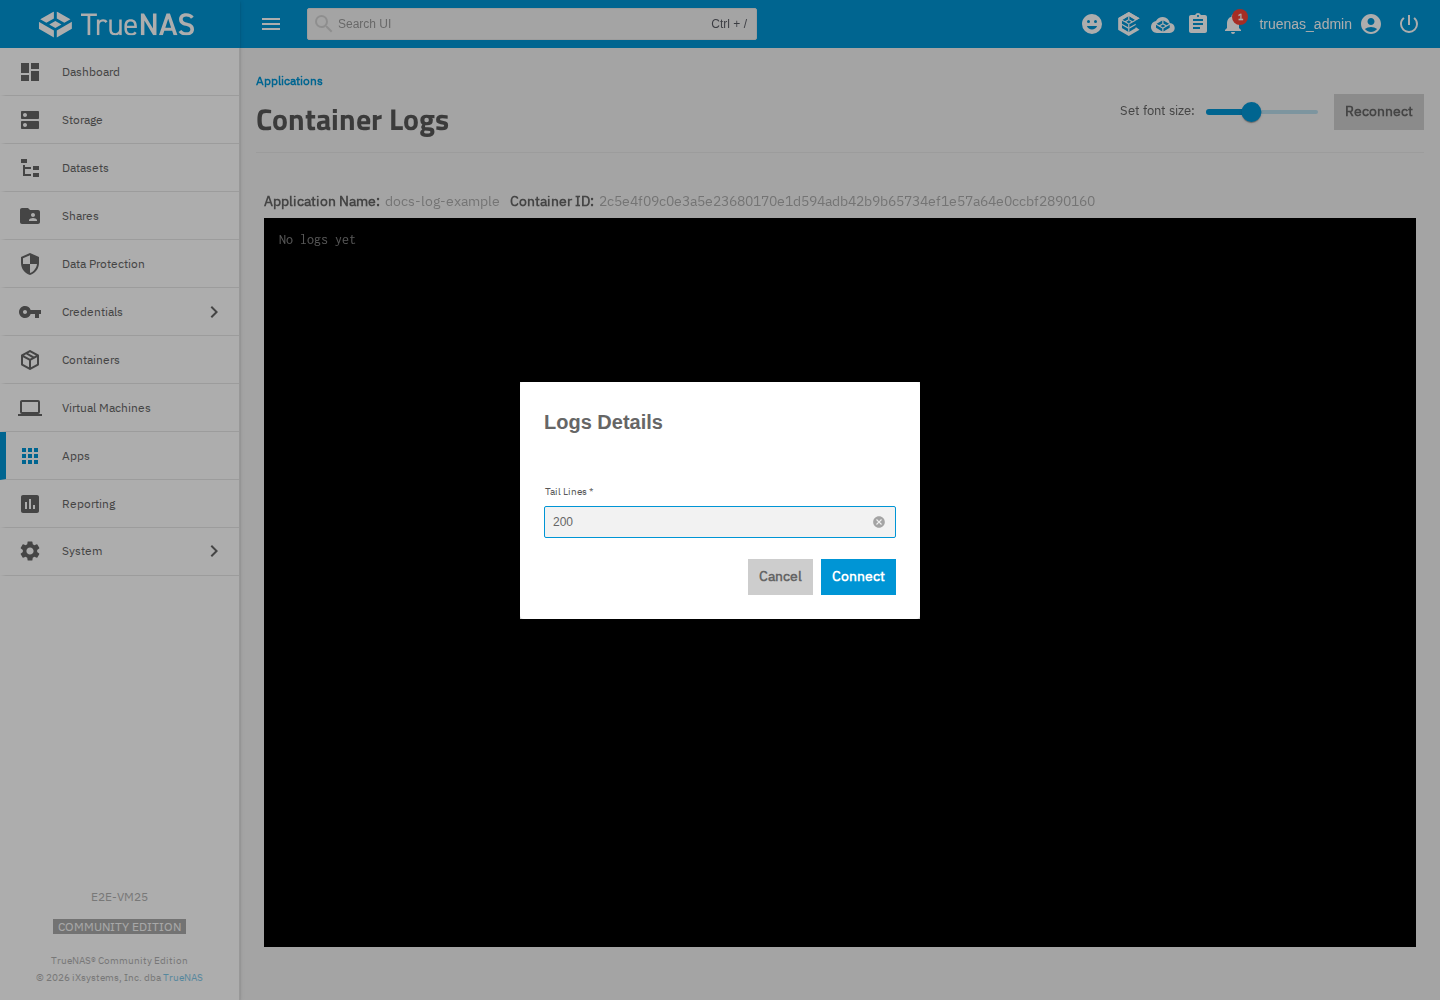 TrueNAS
Search UI
Ctrl + /
1
truenas_admin
Dashboard
Storage
Datasets
Shares
Data Protection
Credentials
Containers
Virtual Machines
Apps
Reporting
System
E2E-VM25
COMMUNITY EDITION
TrueNAS® Community Edition
© 2026 iXsystems, Inc. dba TrueNAS
Applications
Container Logs
Set font size:
Reconnect
Application Name: docs-log-example Container ID: 2c5e4f09c0e3a5e23680170e1d594adb42b9b65734ef1e57a64e0ccbf2890160
No logs yet
Logs Details
Tail Lines *
200
Cancel
Connect